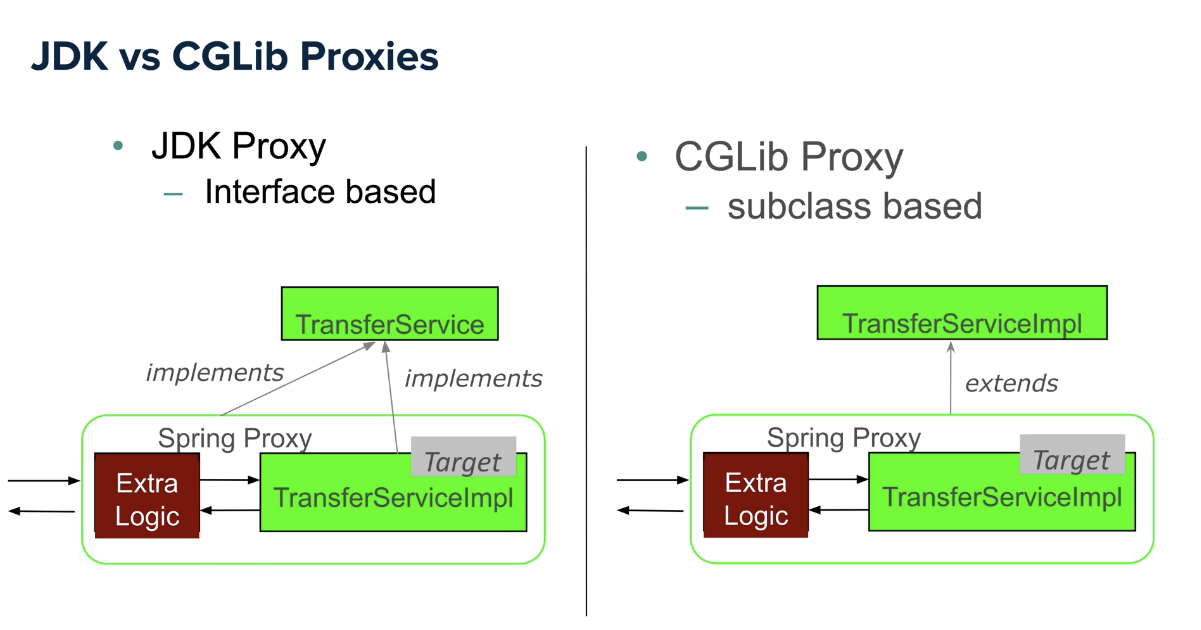 JDK vs CGLib Proxies
• JDK Proxy
– Interface based
TransferService
implements
implements
Spring Proxy
Target
Extra
Logic
TransferServiceImpl
• CGLib Proxy
– subclass based
TransferServiceImpl
extends
Spring Proxy
Target
Extra
Logic
TransferServiceImpl